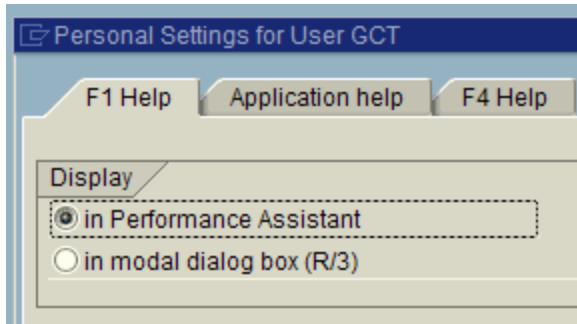 Personal Settings for User GCT
F1 Help Application help F4 Help
Display
in Performance Assistant
in modal dialog box (R/3)